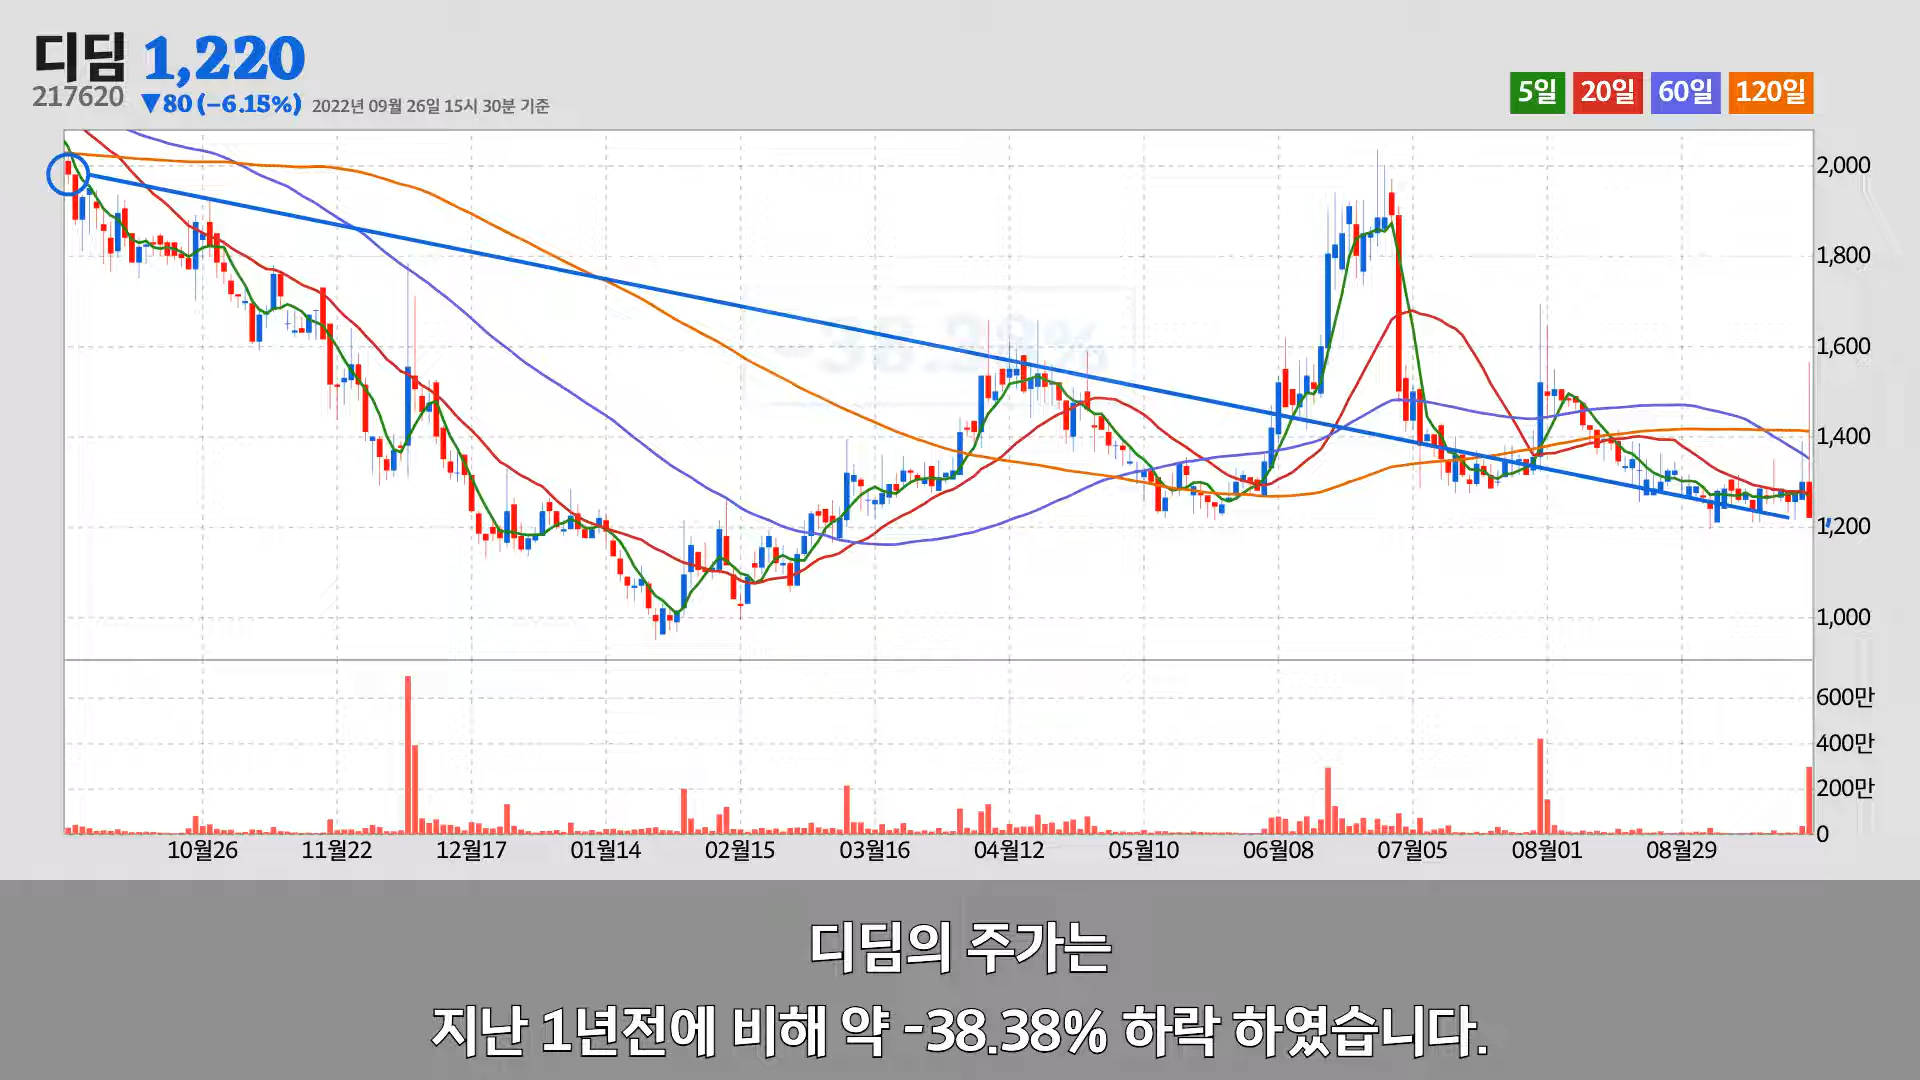 디딤 1,220
217620 ▼80 (−6.15%) 2022년 09월 26일 15시 30분 기준
5일 20일 60일 120일
2,000
1,800
1,600
1,400
1,200
1,000
-38.38%
600만
400만
200만
0
10월26 11월22 12월17 01월14 02월15 03월16 04월12 05월10 06월08 07월05 08월01 08월29
디딤의 주가는
지난 1년전에 비해 약 -38.38% 하락 하였습니다.